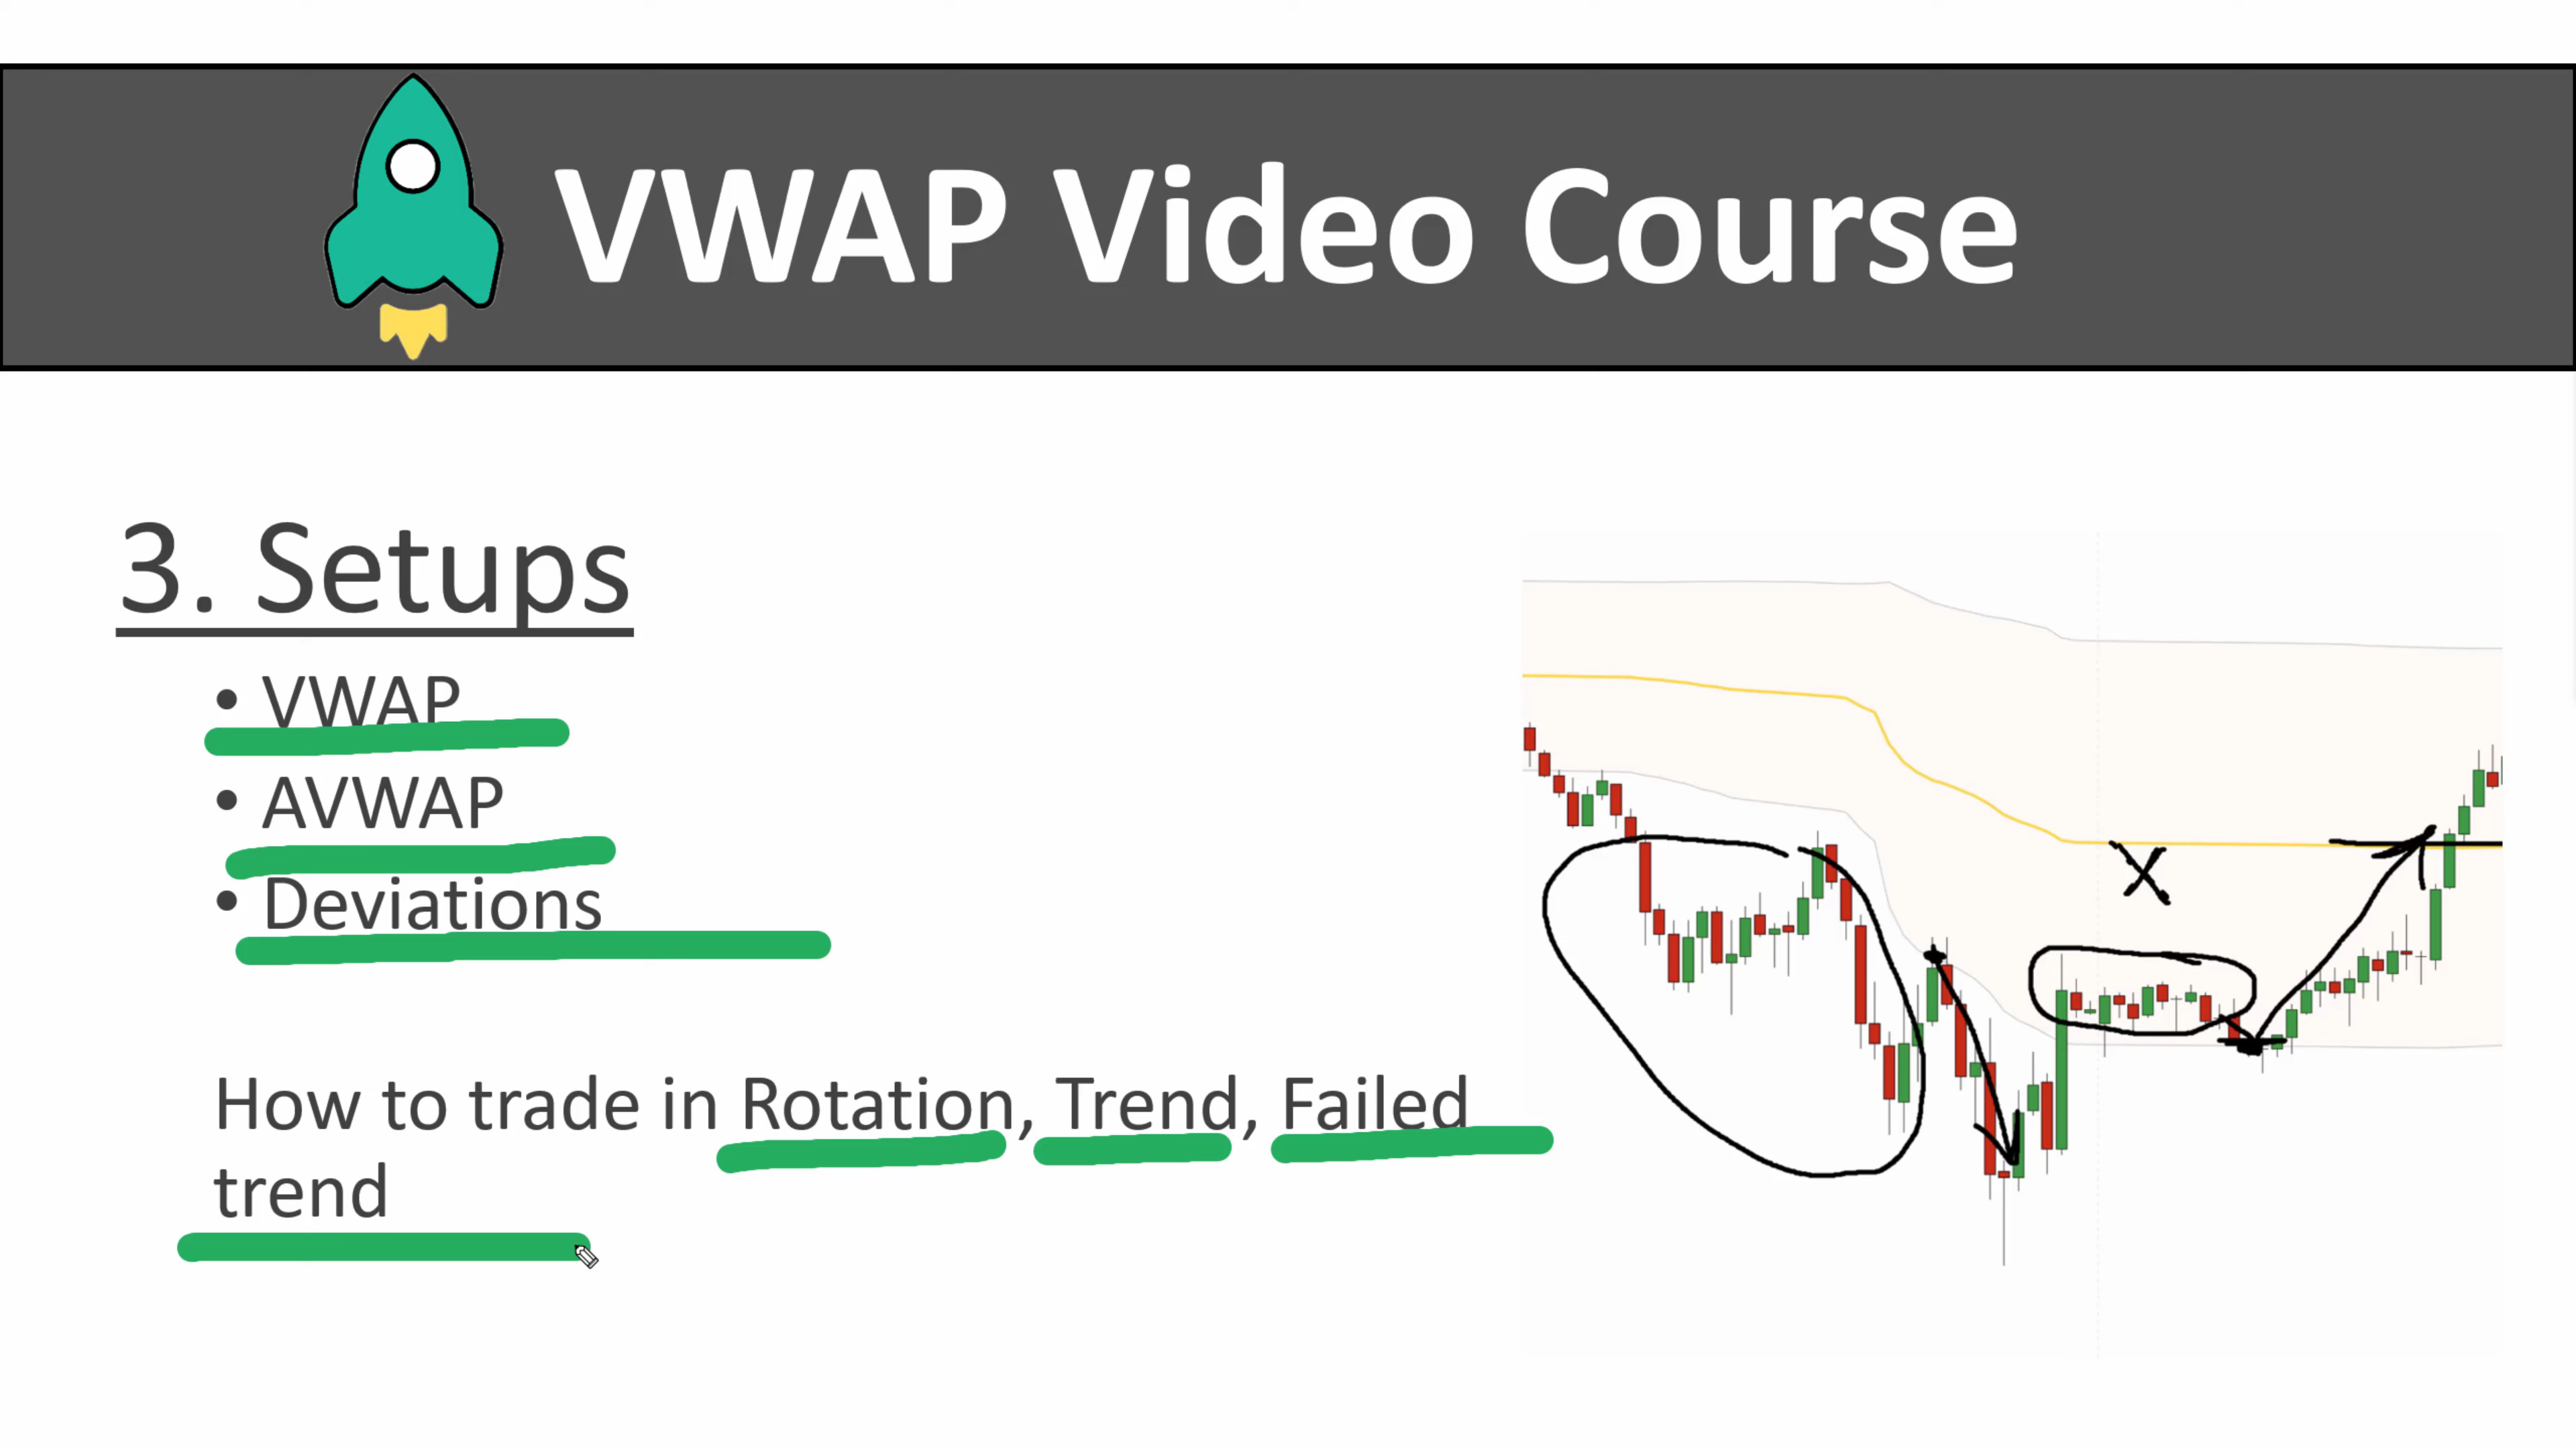 VWAP Video Course
3. Setups
• VWAP
• AVWAP
• Deviations
How to trade in Rotation, Trend, Failed
trend